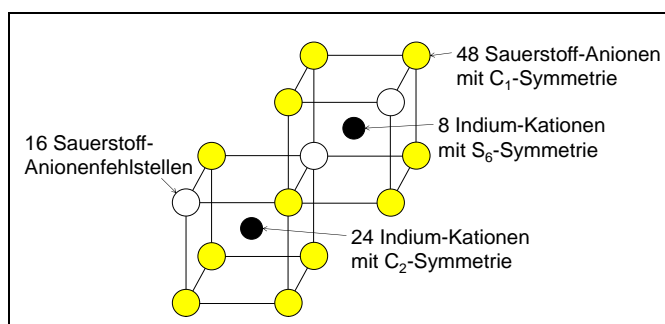 48 Sauerstoff-Anionen
mit C₁-Symmetrie
8 Indium-Kationen
mit S₆-Symmetrie
16 Sauerstoff-
Anionenfehlstellen
24 Indium-Kationen
mit C₂-Symmetrie